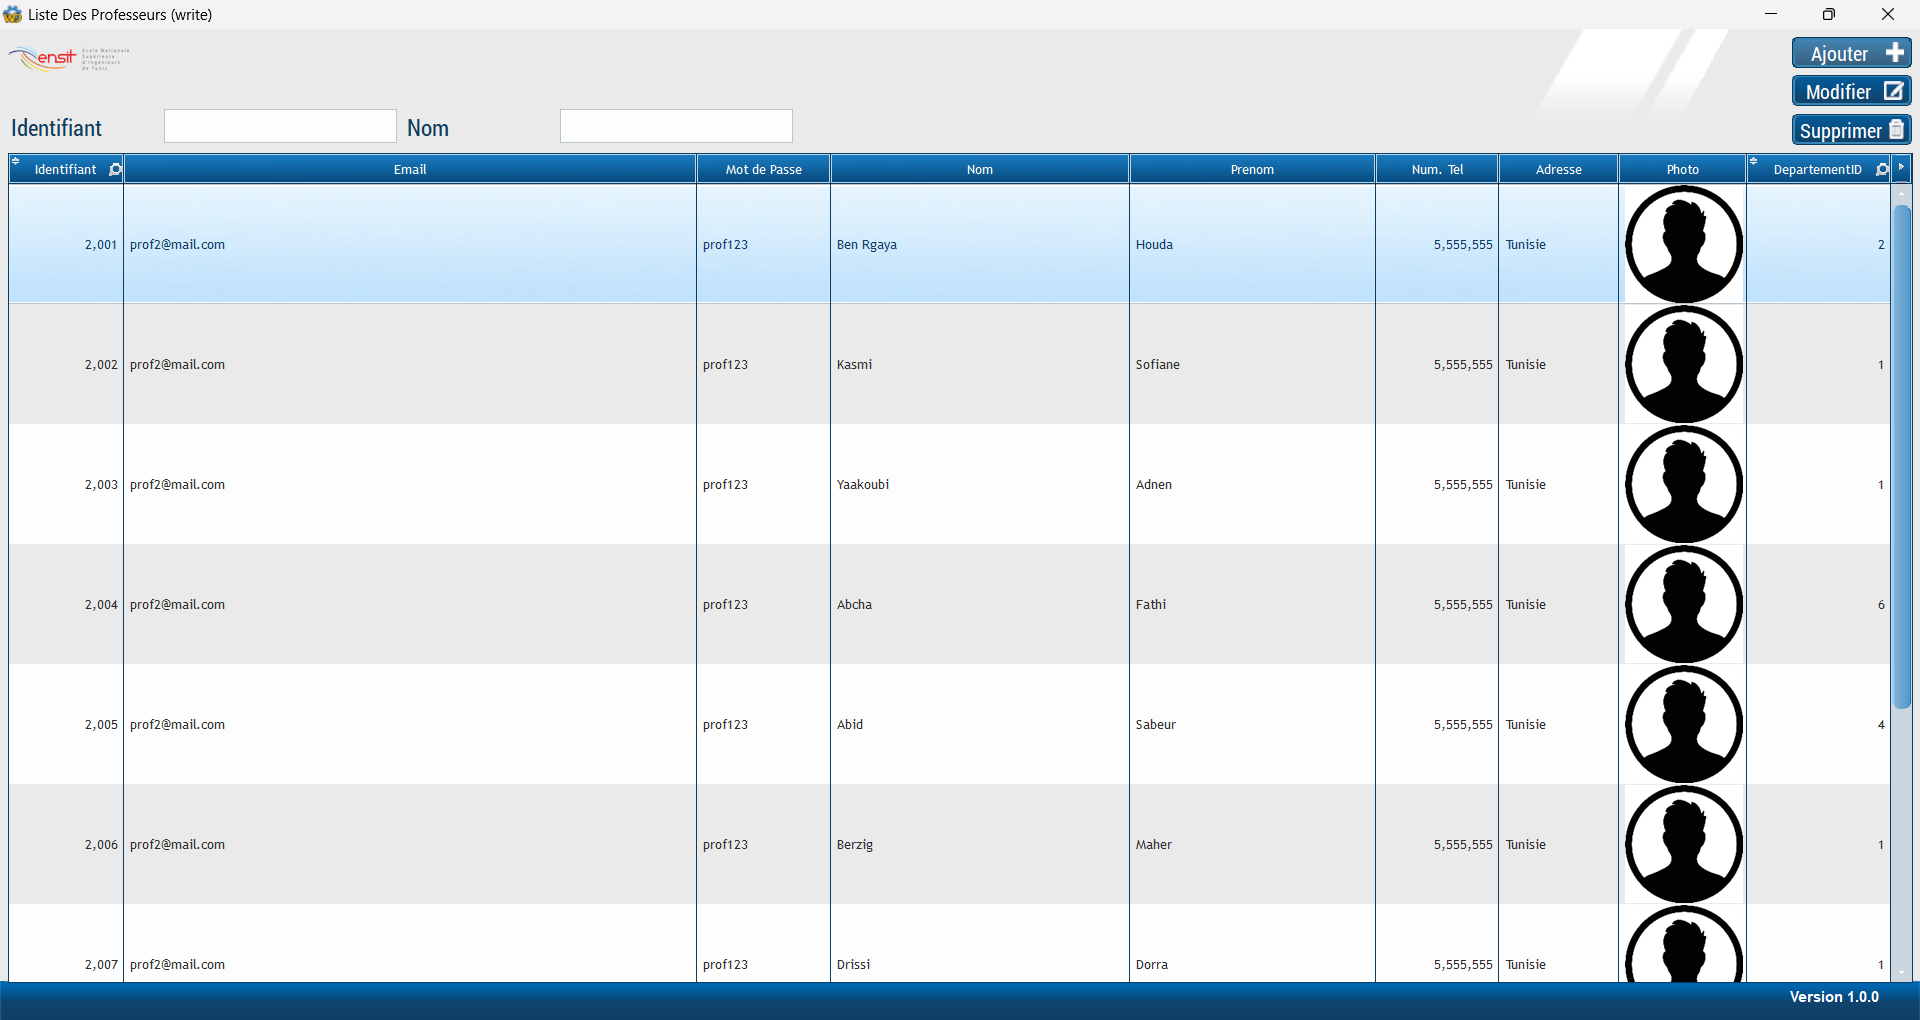 Liste Des Professeurs (write)
ensit
École Nationale
Supérieure
d'Ingénieurs
de Tunis
Ajouter
Modifier
Supprimer
Identifiant Nom
Identifiant Email Mot de Passe Nom Prenom Num. Tel Adresse Photo DepartementID
2,001 prof2@mail.com prof123 Ben Rgaya Houda 5,555,555 Tunisie 2
2,002 prof2@mail.com prof123 Kasmi Sofiane 5,555,555 Tunisie 1
2,003 prof2@mail.com prof123 Yaakoubi Adnen 5,555,555 Tunisie 1
2,004 prof2@mail.com prof123 Abcha Fathi 5,555,555 Tunisie 6
2,005 prof2@mail.com prof123 Abid Sabeur 5,555,555 Tunisie 4
2,006 prof2@mail.com prof123 Berzig Maher 5,555,555 Tunisie 1
2,007 prof2@mail.com prof123 Drissi Dorra 5,555,555 Tunisie 1
Version 1.0.0